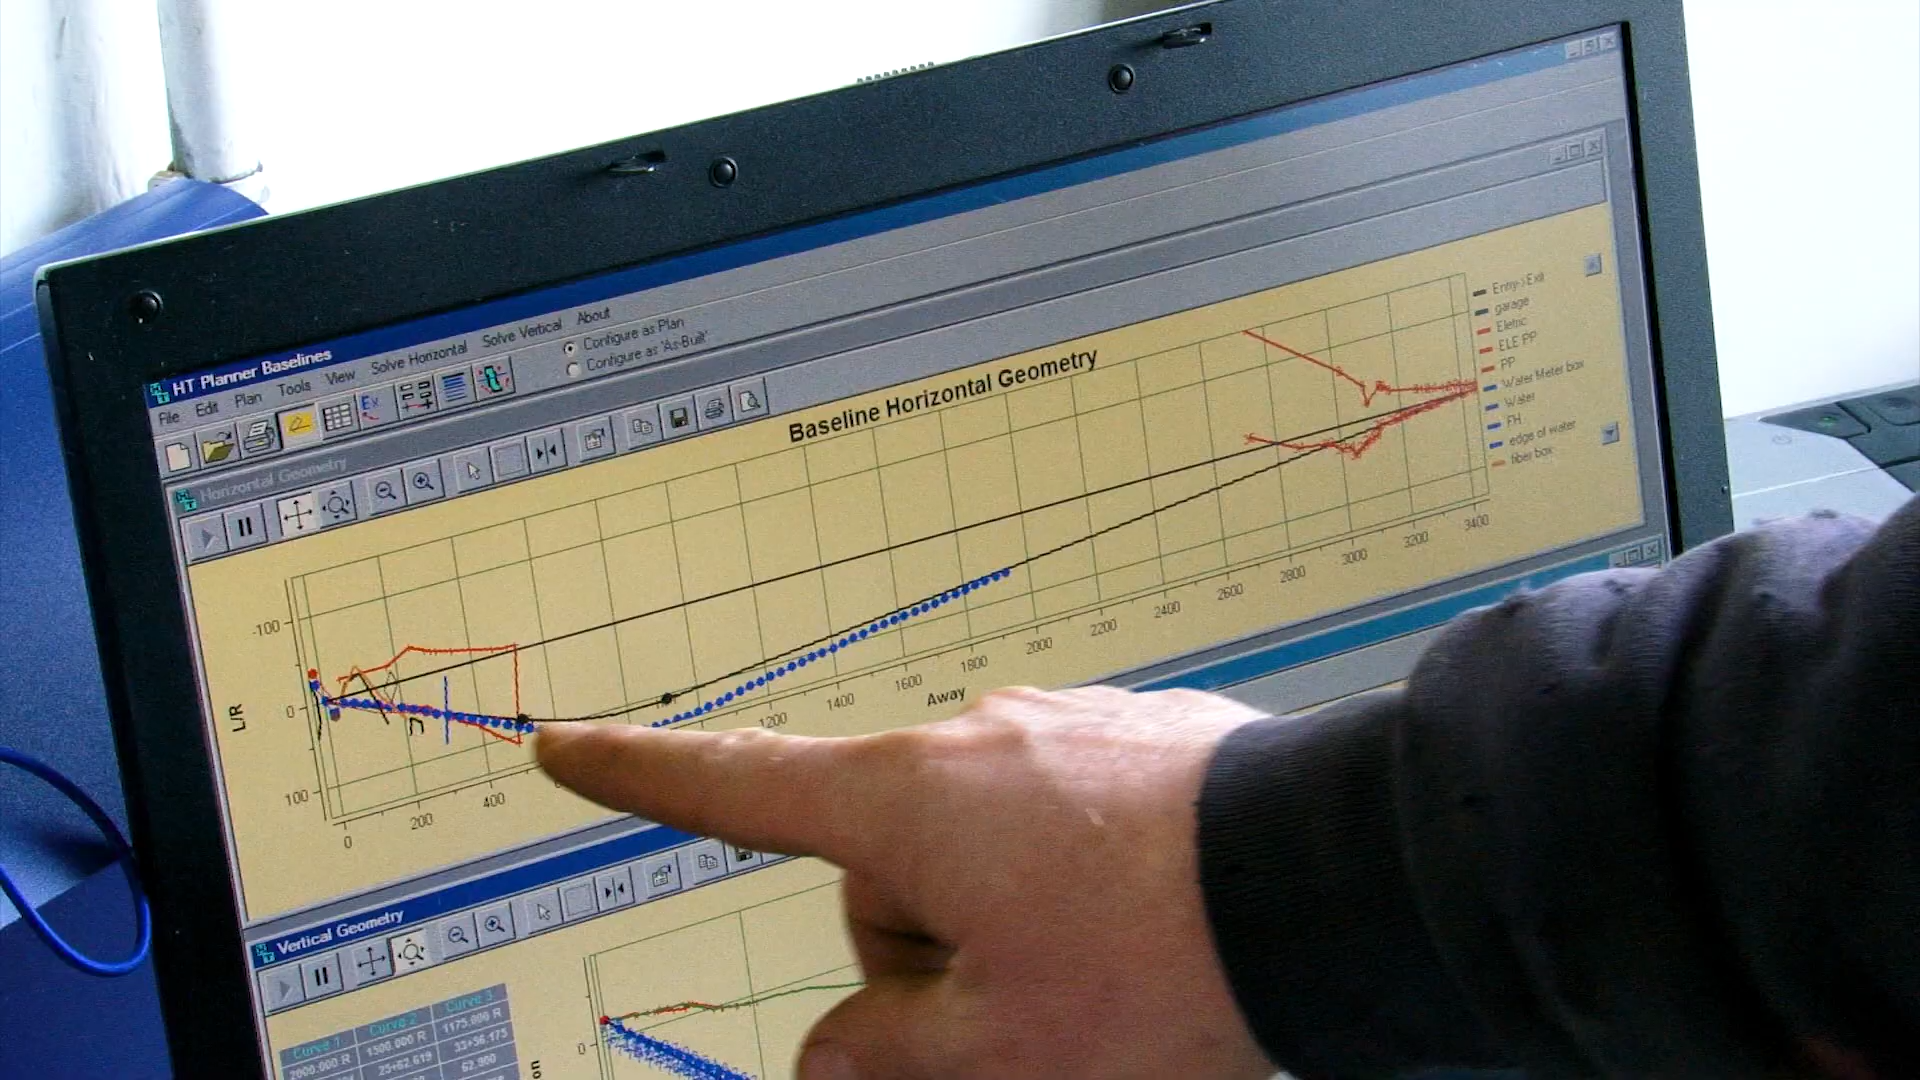 HT Planner Baselines
File Edit Plan Tools View Solve Horizontal Solve Vertical About
Configure as Plan
Configure as 'As-Built'
Ex
Horizontal Geometry
Baseline Horizontal Geometry
Entry->Exit
garage
Eletric
ELE PP
PP
Water Meter box
Water
FH
edge of water
fiber box
-100
0
100
L/R
0 200 400 1200 1400 1600 1800 2000 2200 2400 2600 2800 3000 3200 3400
Away
Vertical Geometry
Curve 1 Curve 2 Curve 3
2000.000 R 1500.000 R 1175.000 R
25+62.619 33+56.175
62.900
0
on